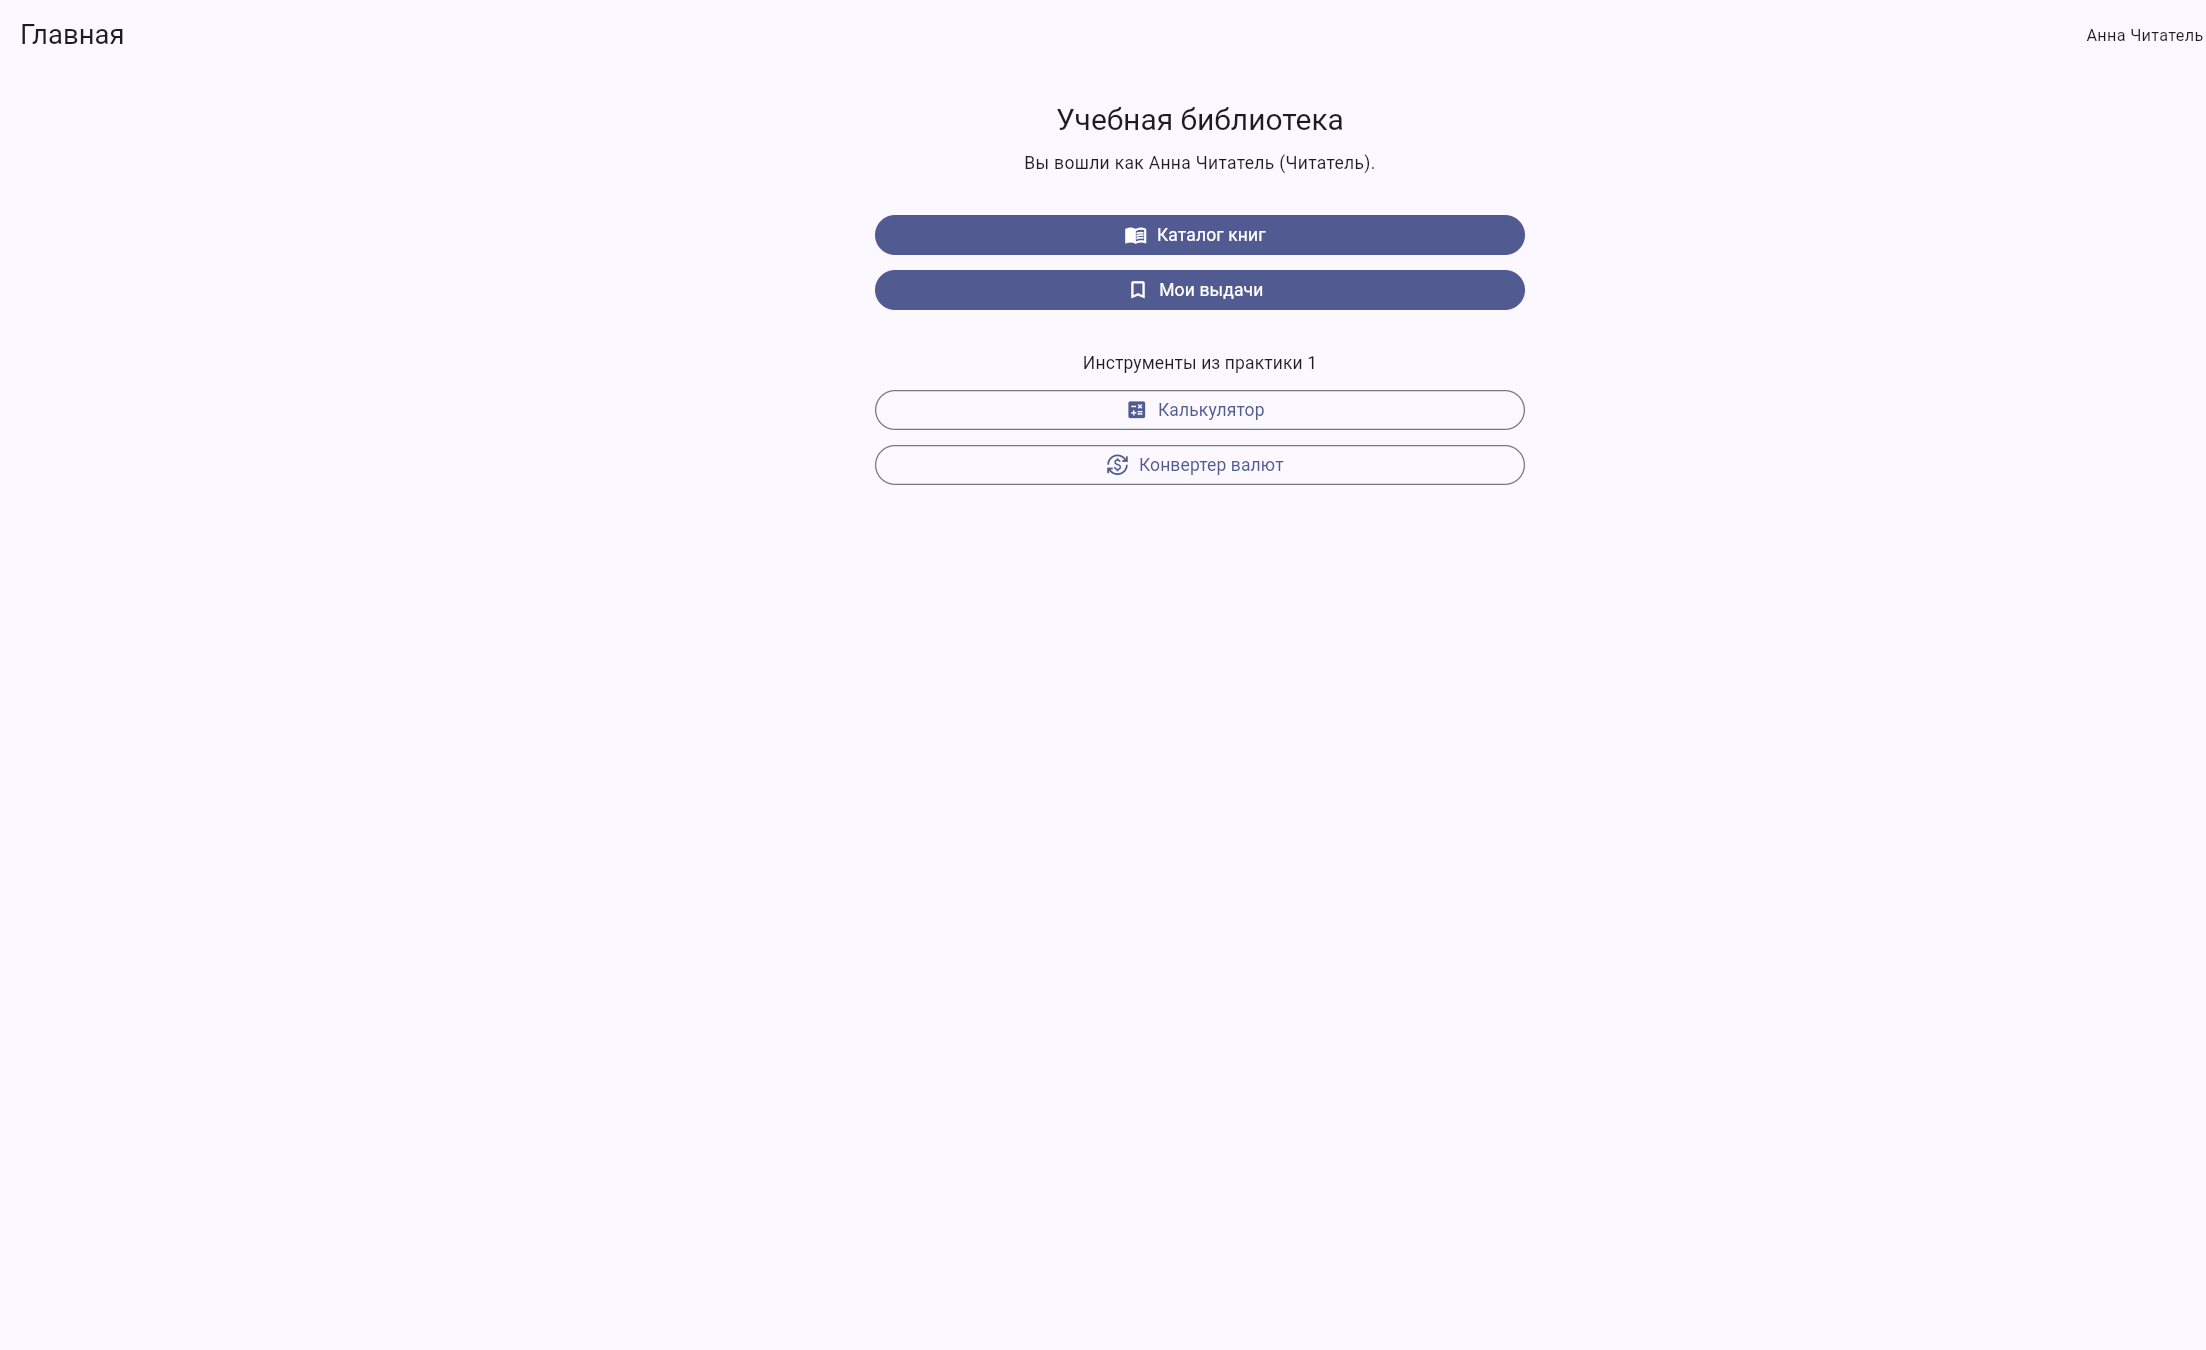 Главная
Анна Читатель
Учебная библиотека
Вы вошли как Анна Читатель (Читатель).
Каталог книг
Мои выдачи
Инструменты из практики 1
Калькулятор
Конвертер валют